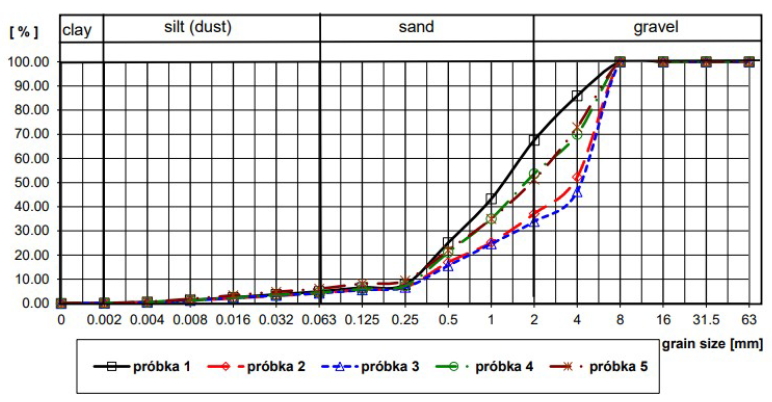 [ % ] clay silt (dust) sand gravel
100.00
90.00
80.00
70.00
60.00
50.00
40.00
30.00
20.00
10.00
0.00
0 0.002 0.004 0.008 0.016 0.032 0.063 0.125 0.25 0.5 1 2 4 8 16 31.5 63
grain size [mm]
próbka 1 próbka 2 próbka 3 próbka 4 próbka 5